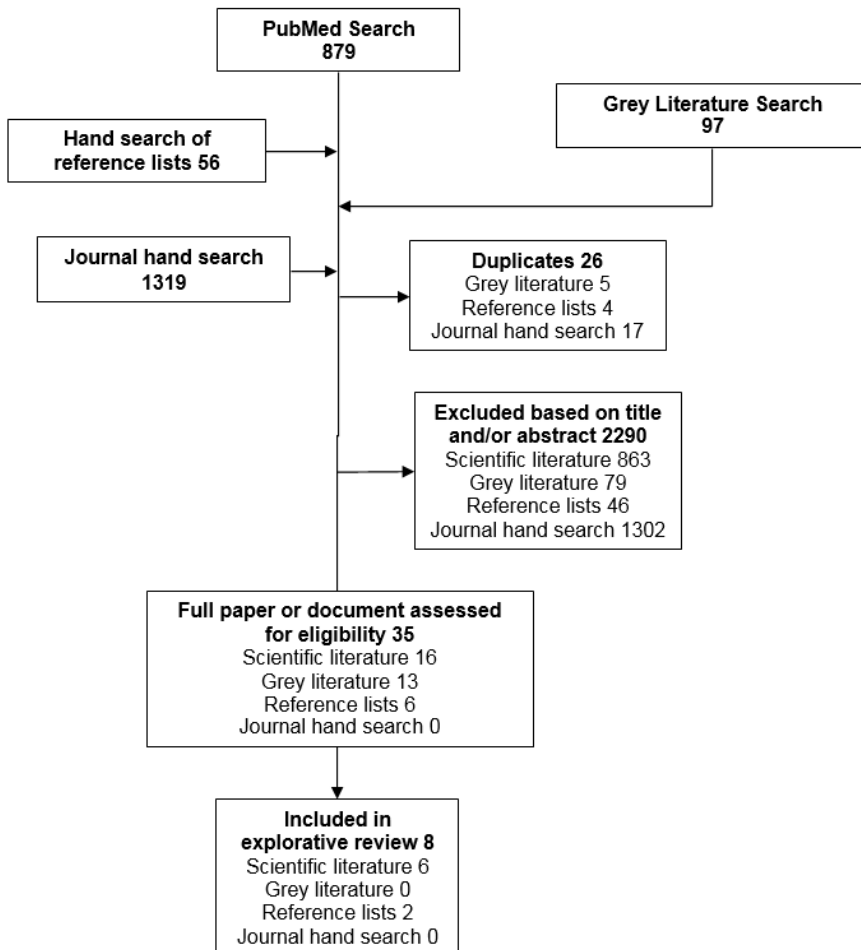 PubMed Search
879
Grey Literature Search
97
Hand search of
reference lists 56
Journal hand search
1319
Duplicates 26
Grey literature 5
Reference lists 4
Journal hand search 17
Excluded based on title
and/or abstract 2290
Scientific literature 863
Grey literature 79
Reference lists 46
Journal hand search 1302
Full paper or document assessed
for eligibility 35
Scientific literature 16
Grey literature 13
Reference lists 6
Journal hand search 0
Included in
explorative review 8
Scientific literature 6
Grey literature 0
Reference lists 2
Journal hand search 0